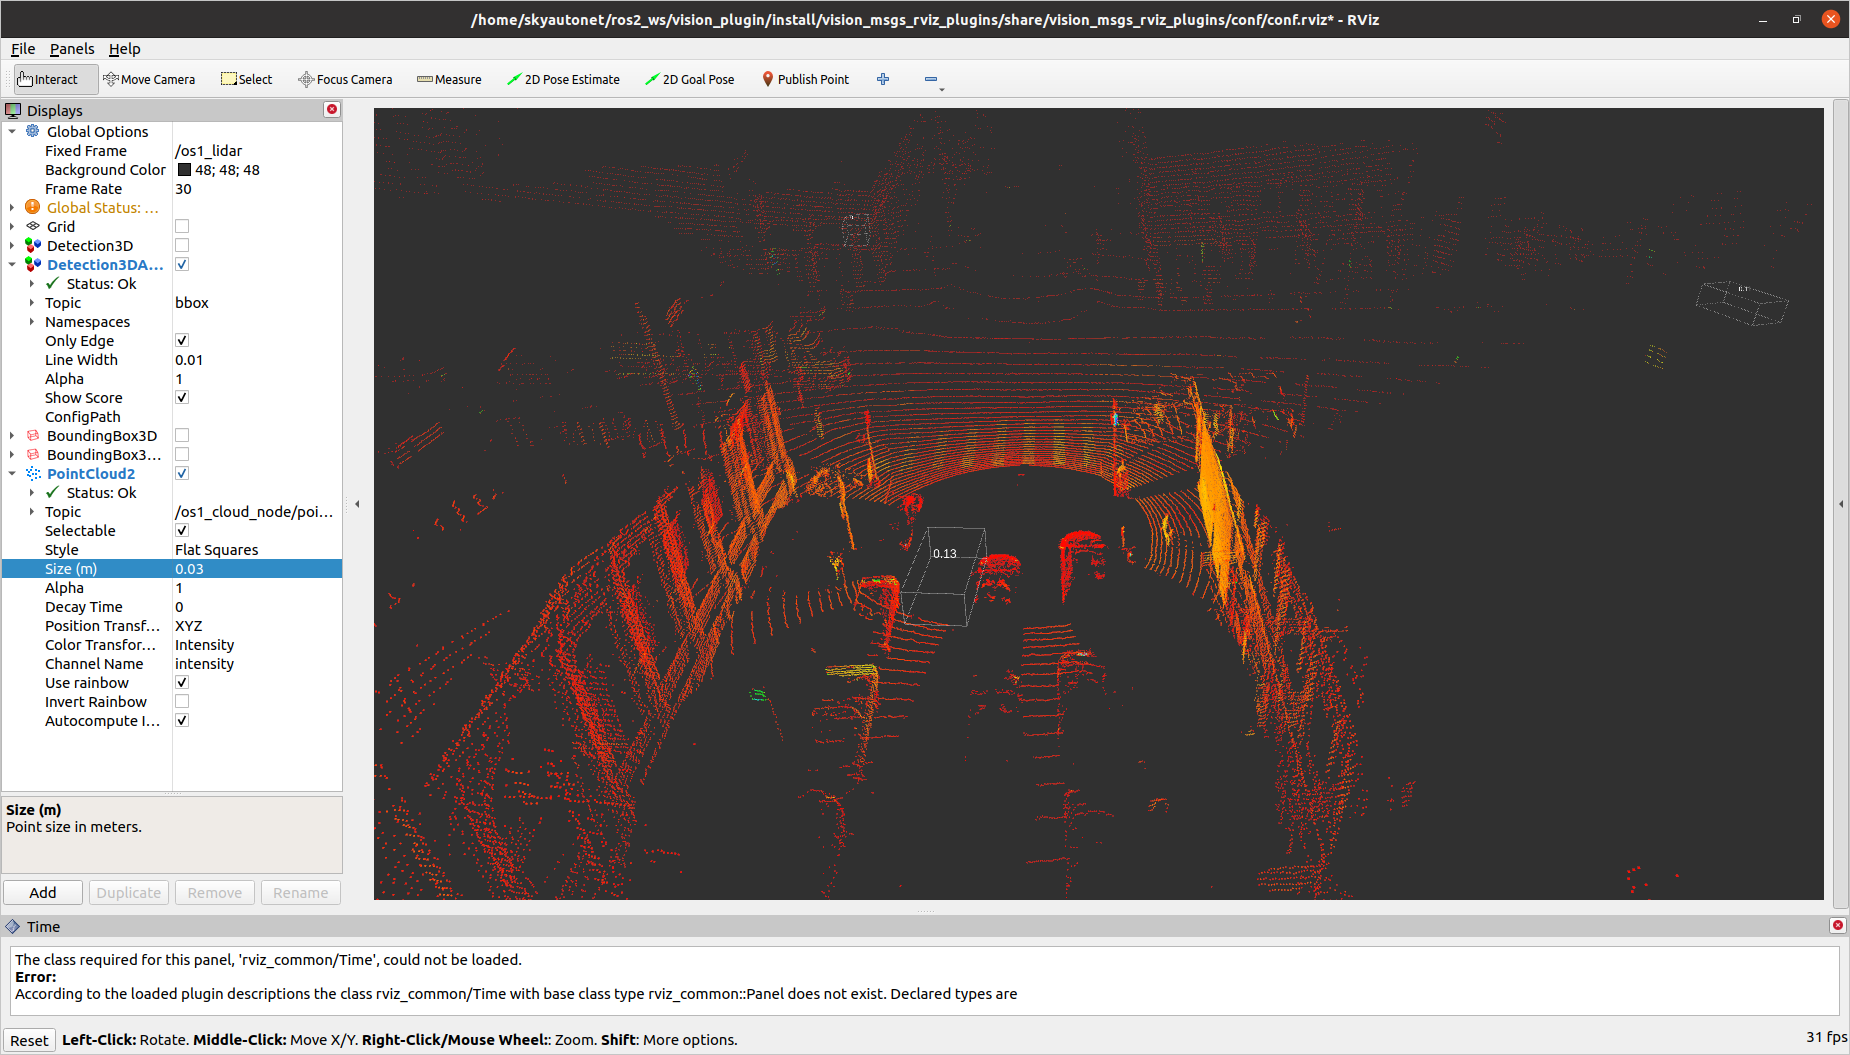 /home/skyautonet/ros2_ws/vision_plugin/install/vision_msgs_rviz_plugins/share/vision_msgs_rviz_plugins/conf/conf.rviz* - RViz
File Panels Help
Interact Move Camera Select Focus Camera Measure 2D Pose Estimate 2D Goal Pose Publish Point
Displays
Global Options
Fixed Frame /os1_lidar
Background Color 48; 48; 48
Frame Rate 30
Global Status: ...
Grid
Detection3D
Detection3DA...
Status: Ok
Topic bbox
Namespaces
Only Edge
Line Width 0.01
Alpha 1
Show Score
ConfigPath
BoundingBox3D
BoundingBox3...
PointCloud2
Status: Ok
Topic /os1_cloud_node/poi...
Selectable
Style Flat Squares
Size (m) 0.03
Alpha 1
Decay Time 0
Position Transf... XYZ
Color Transfor... Intensity
Channel Name intensity
Use rainbow
Invert Rainbow
Autocompute I...
Size (m)
Point size in meters.
Add Duplicate Remove Rename
0.13
Time
The class required for this panel, 'rviz_common/Time', could not be loaded.
Error:
According to the loaded plugin descriptions the class rviz_common/Time with base class type rviz_common::Panel does not exist. Declared types are
Reset Left-Click: Rotate. Middle-Click: Move X/Y. Right-Click/Mouse Wheel:: Zoom. Shift: More options. 31 fps